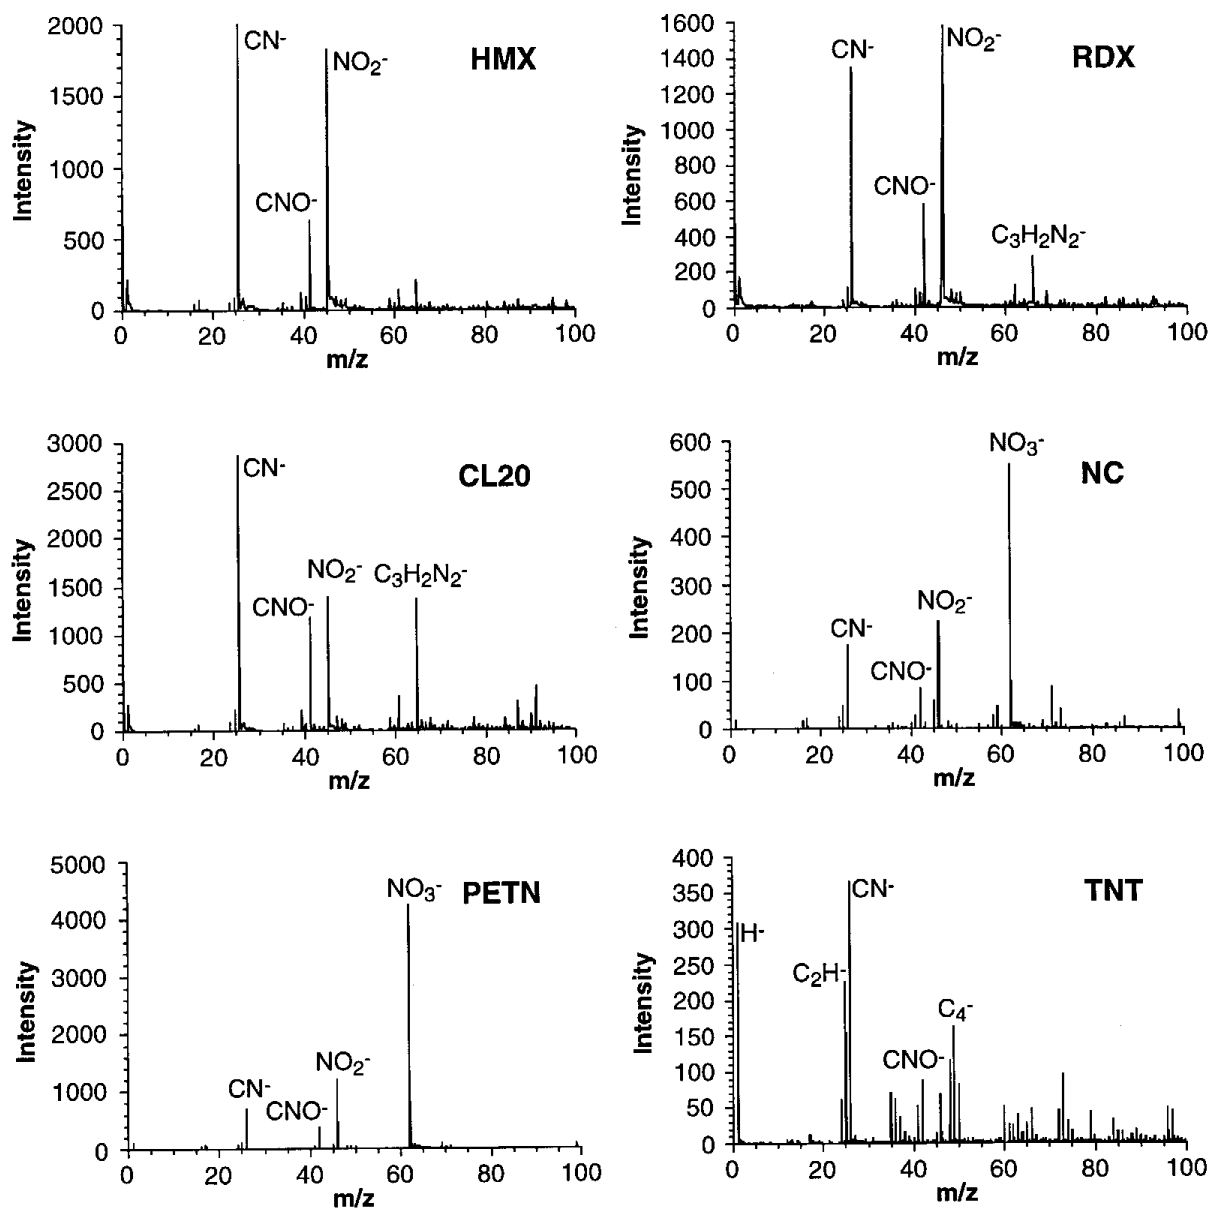 HMX
Intensity
2000
1500
1000
500
0
CN-
CNO-
NO2-
0 20 40 60 80 100
m/z
RDX
Intensity
1600
1400
1200
1000
800
600
400
200
0
CN-
NO2-
CNO-
C3H2N2-
0 20 40 60 80 100
m/z
CL20
Intensity
3000
2500
2000
1500
1000
500
0
CN-
NO2- C3H2N2-
CNO-
0 20 40 60 80 100
m/z
NC
Intensity
600
500
400
300
200
100
0
NO3-
NO2-
CN-
CNO-
0 20 40 60 80 100
m/z
PETN
Intensity
5000
4000
3000
2000
1000
0
NO3-
NO2-
CN-
CNO-
0 20 40 60 80 100
m/z
TNT
Intensity
400
350
300
250
200
150
100
50
0
CN-
H-
C2H-
C4-
CNO-
0 20 40 60 80 100
m/z